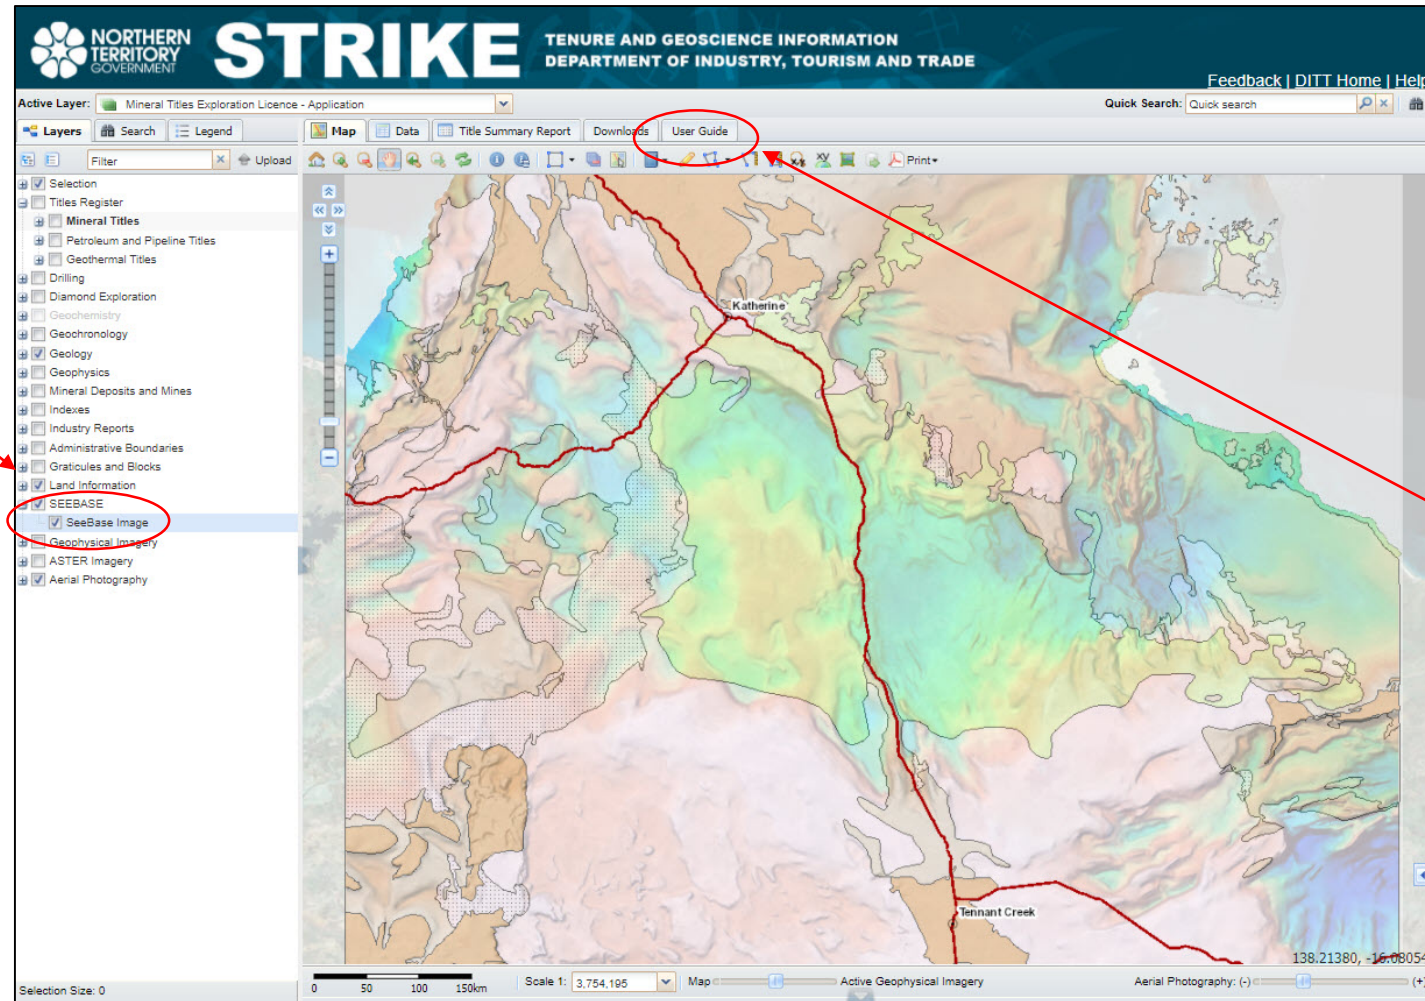 NORTHERN
TERRITORY
GOVERNMENT
STRIKE
TENURE AND GEOSCIENCE INFORMATION
DEPARTMENT OF INDUSTRY, TOURISM AND TRADE
Feedback | DITT Home | Help
Active Layer: Mineral Titles Exploration Licence - Application
Quick Search: Quick search
Layers Search Legend
Map Data Title Summary Report Downloads User Guide
Filter Upload
Print
Selection
Titles Register
Mineral Titles
Petroleum and Pipeline Titles
Geothermal Titles
Drilling
Diamond Exploration
Geochemistry
Geochronology
Geology
Geophysics
Mineral Deposits and Mines
Indexes
Industry Reports
Administrative Boundaries
Graticules and Blocks
Land Information
SEEBASE
SeeBase Image
Geophysical Imagery
ASTER Imagery
Aerial Photography
Katherine
Tennant Creek
138.21380, -16.08054
Selection Size: 0
0 50 100 150km
Scale 1: 3,754,195
Map
Active Geophysical Imagery
Aerial Photography: (-)
(+)